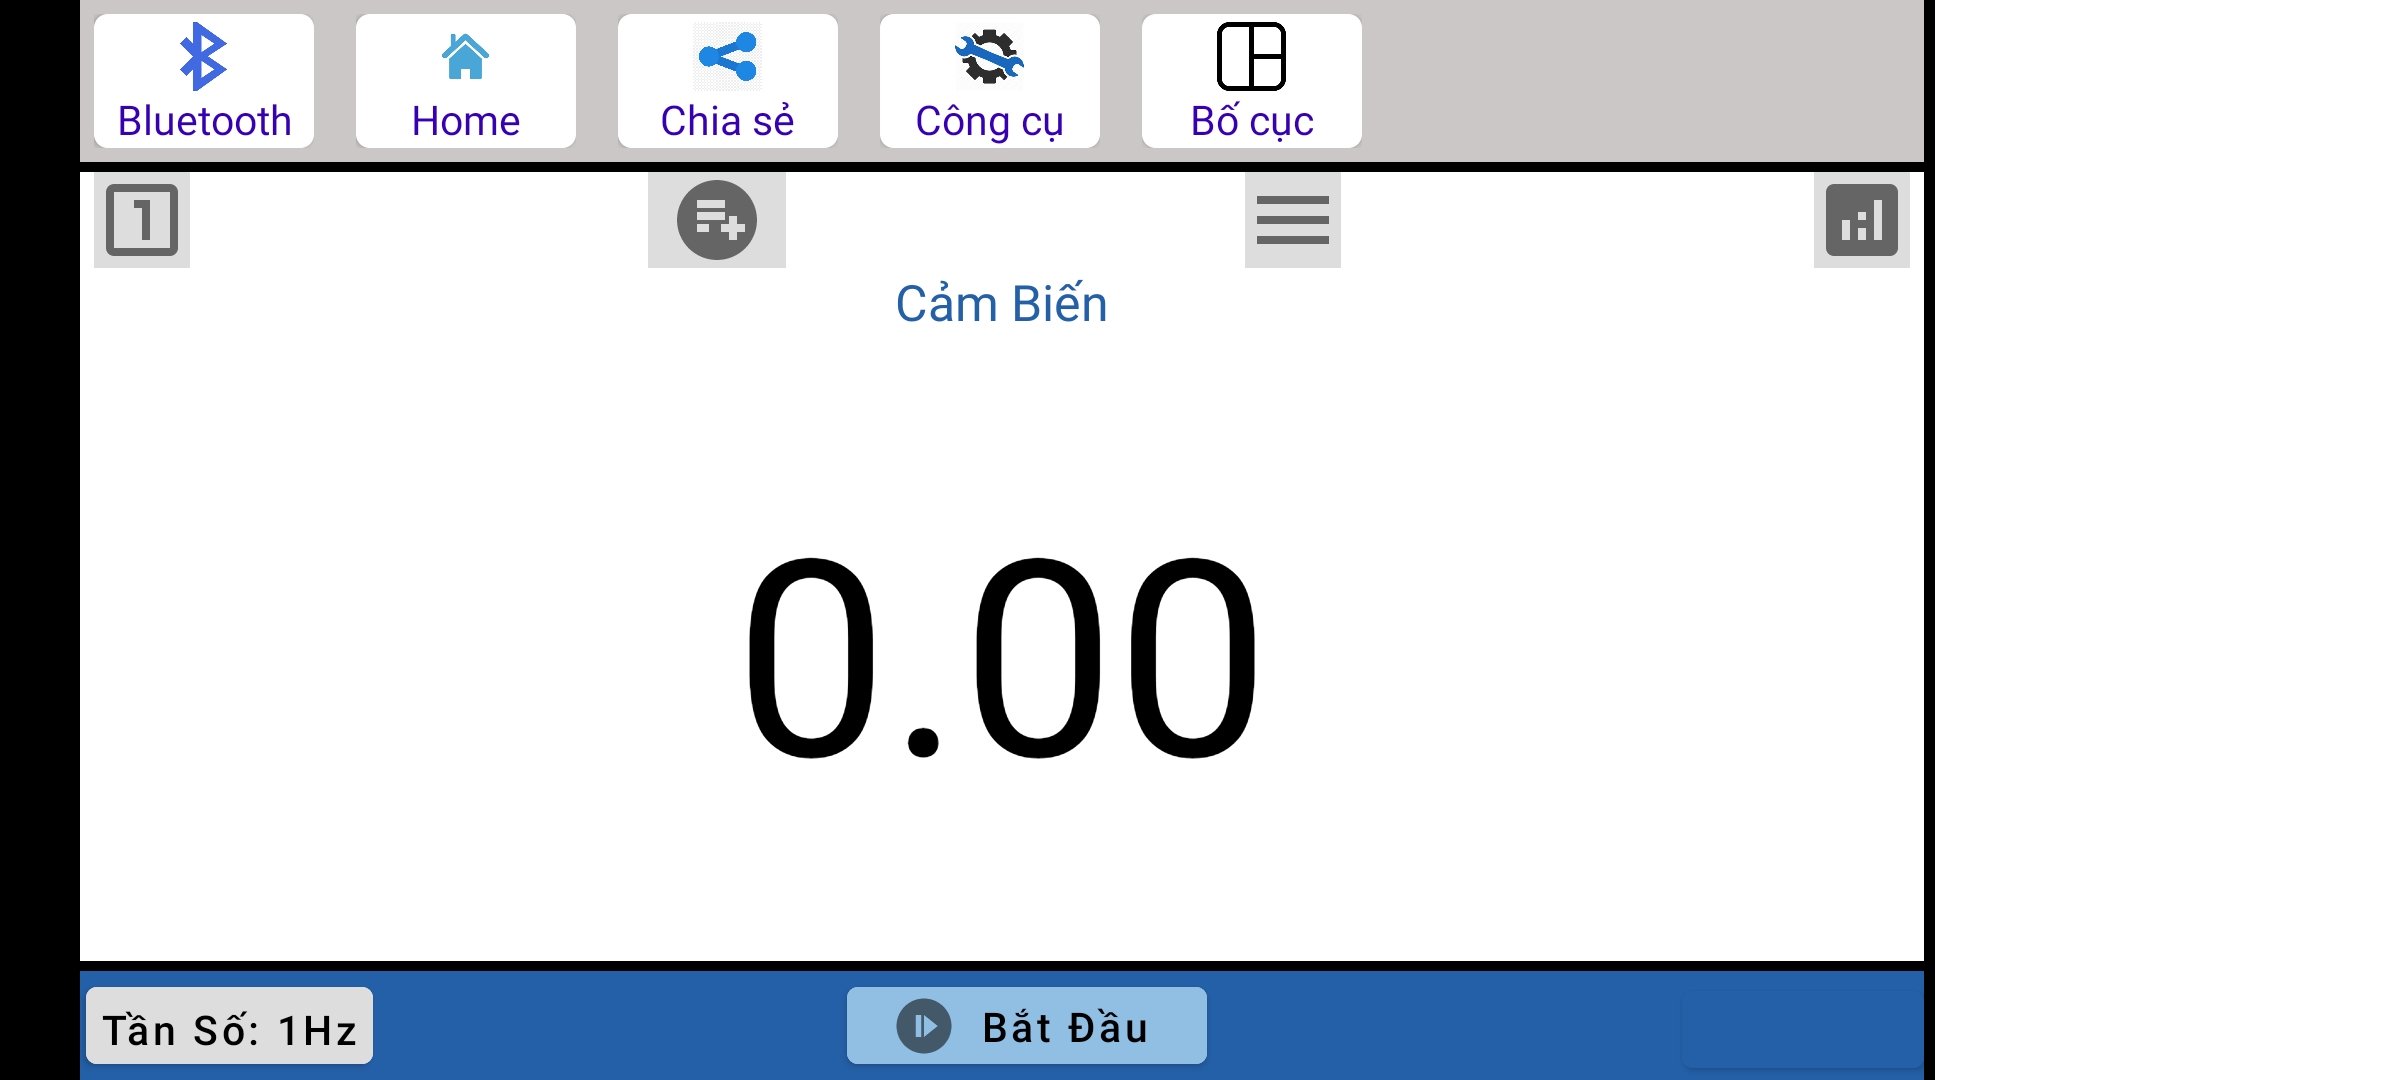 Bluetooth
Home
Chia sẻ
Công cụ
Bố cục
1
Cảm Biến
0.00
Tần Số: 1Hz
Bắt Đầu